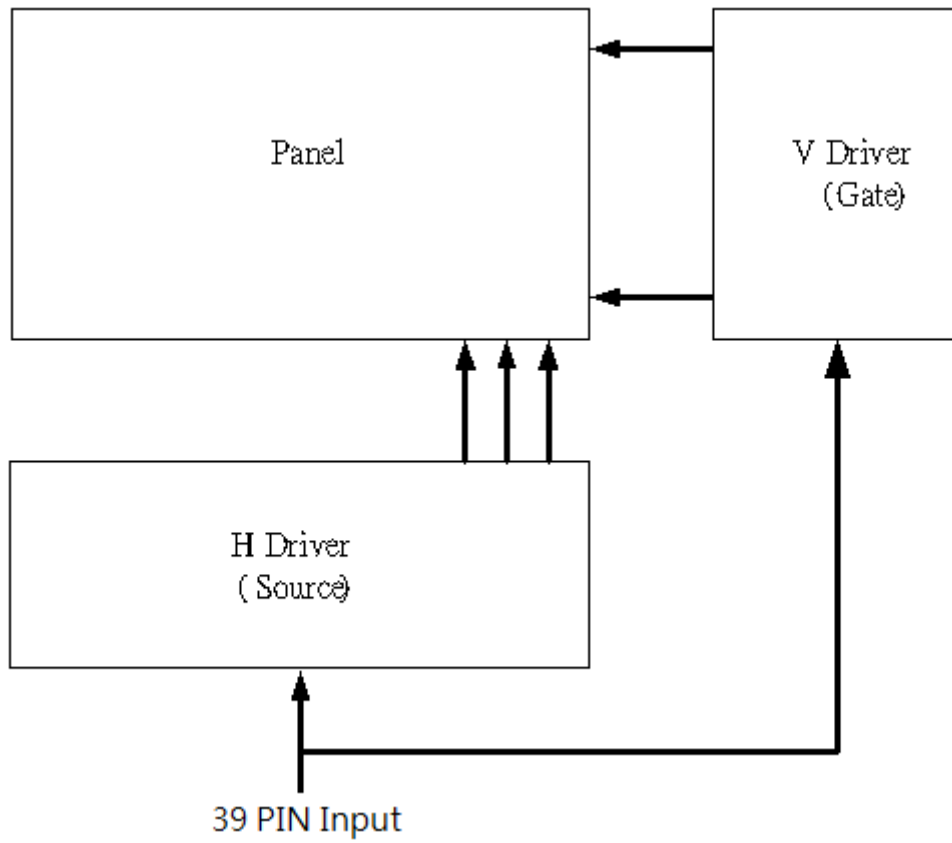 Panel
V Driver
(Gate)
H Driver
( Source)
39 PIN Input